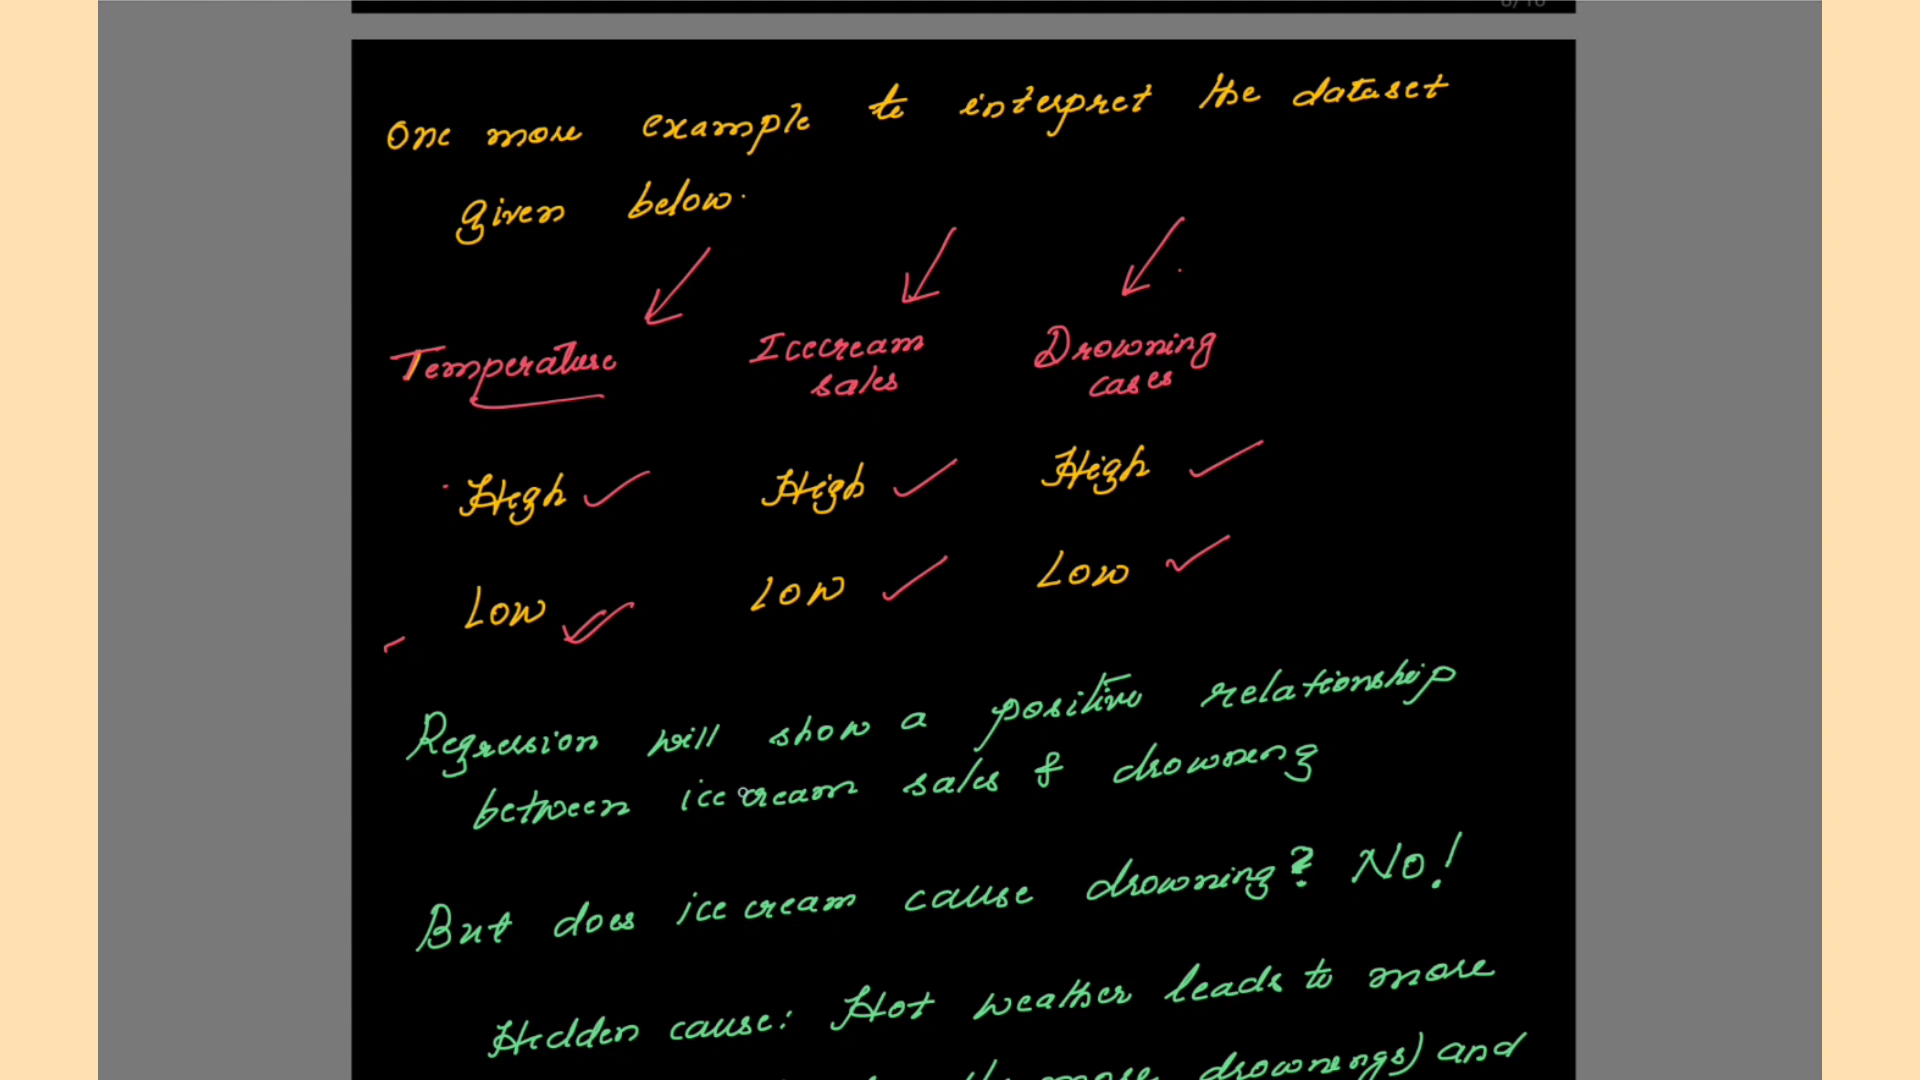 One more example to interpret the dataset
given below.
Temperature Icecream Drowning
sales cases
High High High
Low Low Low
Regression will show a positive relationship
between ice cream sales & drowning
But does ice cream cause drowning? No!
Hidden cause: Hot weather leads to more
more drownings) and